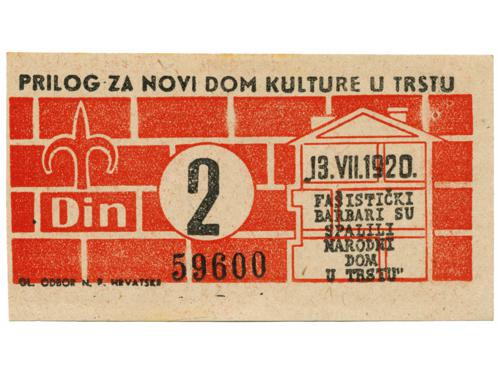 PRILOG ZA NOVI DOM KULTURE U TRSTU
Din
2
„13. VII. 1920.
FAŠISTIČKI
BARBARI SU
SPALILI
NARODNI
DOM
U TRSTU"
59600
GL. ODBOR N. F. HRVATSKE